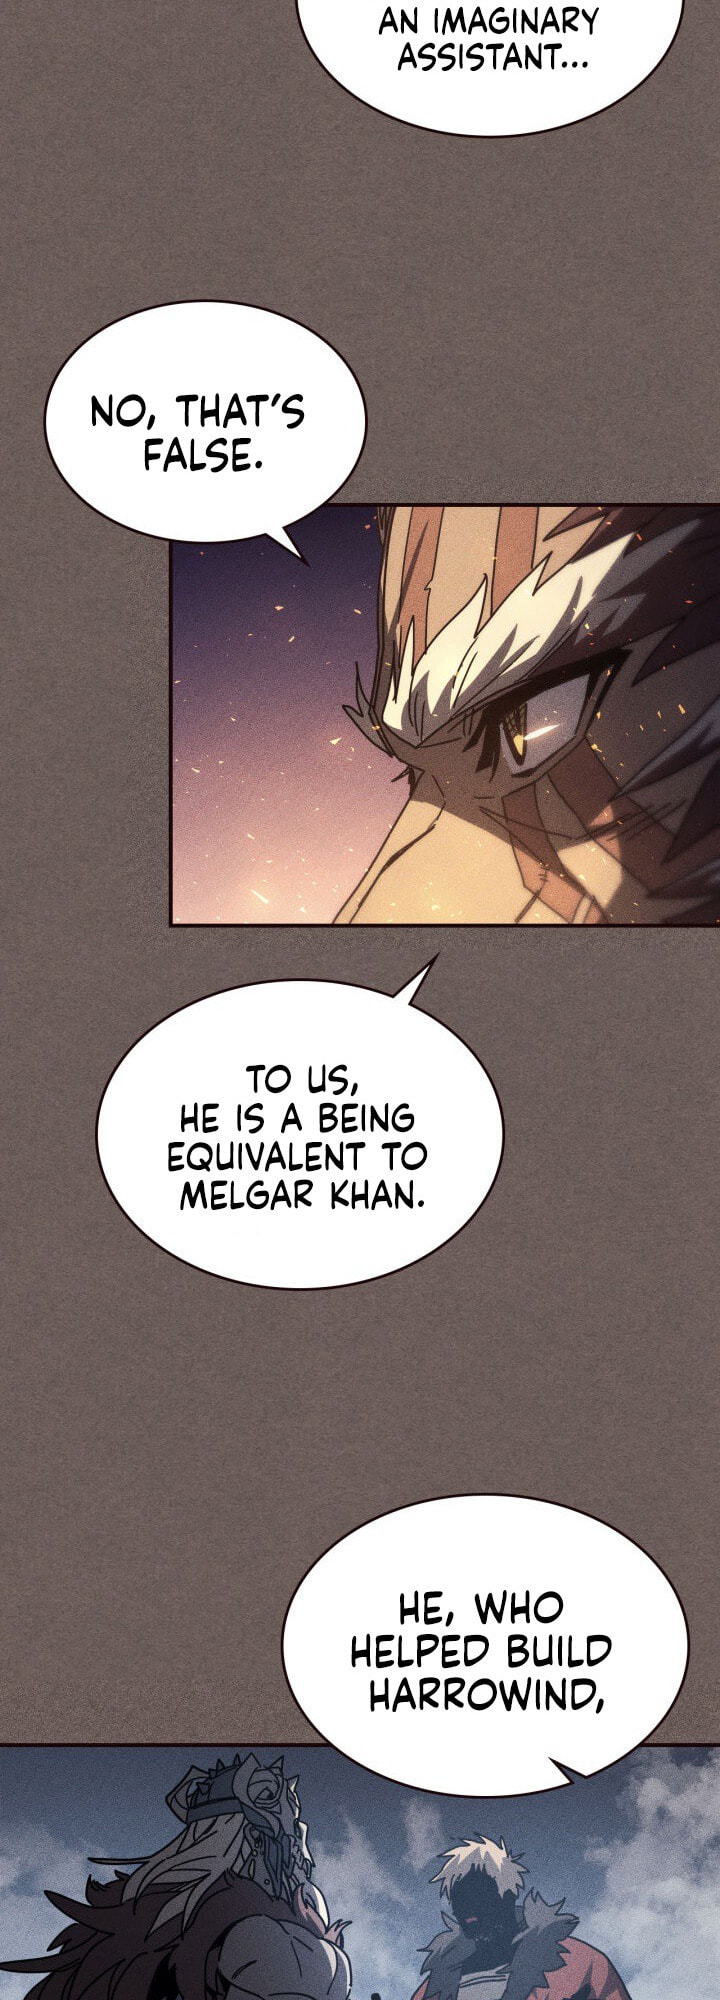 AN IMAGINARY
ASSISTANT...
NO, THAT'S
FALSE.
TO US,
HE IS A BEING
EQUIVALENT TO
MELGAR KHAN.
HE, WHO
HELPED BUILD
HARROWIND,